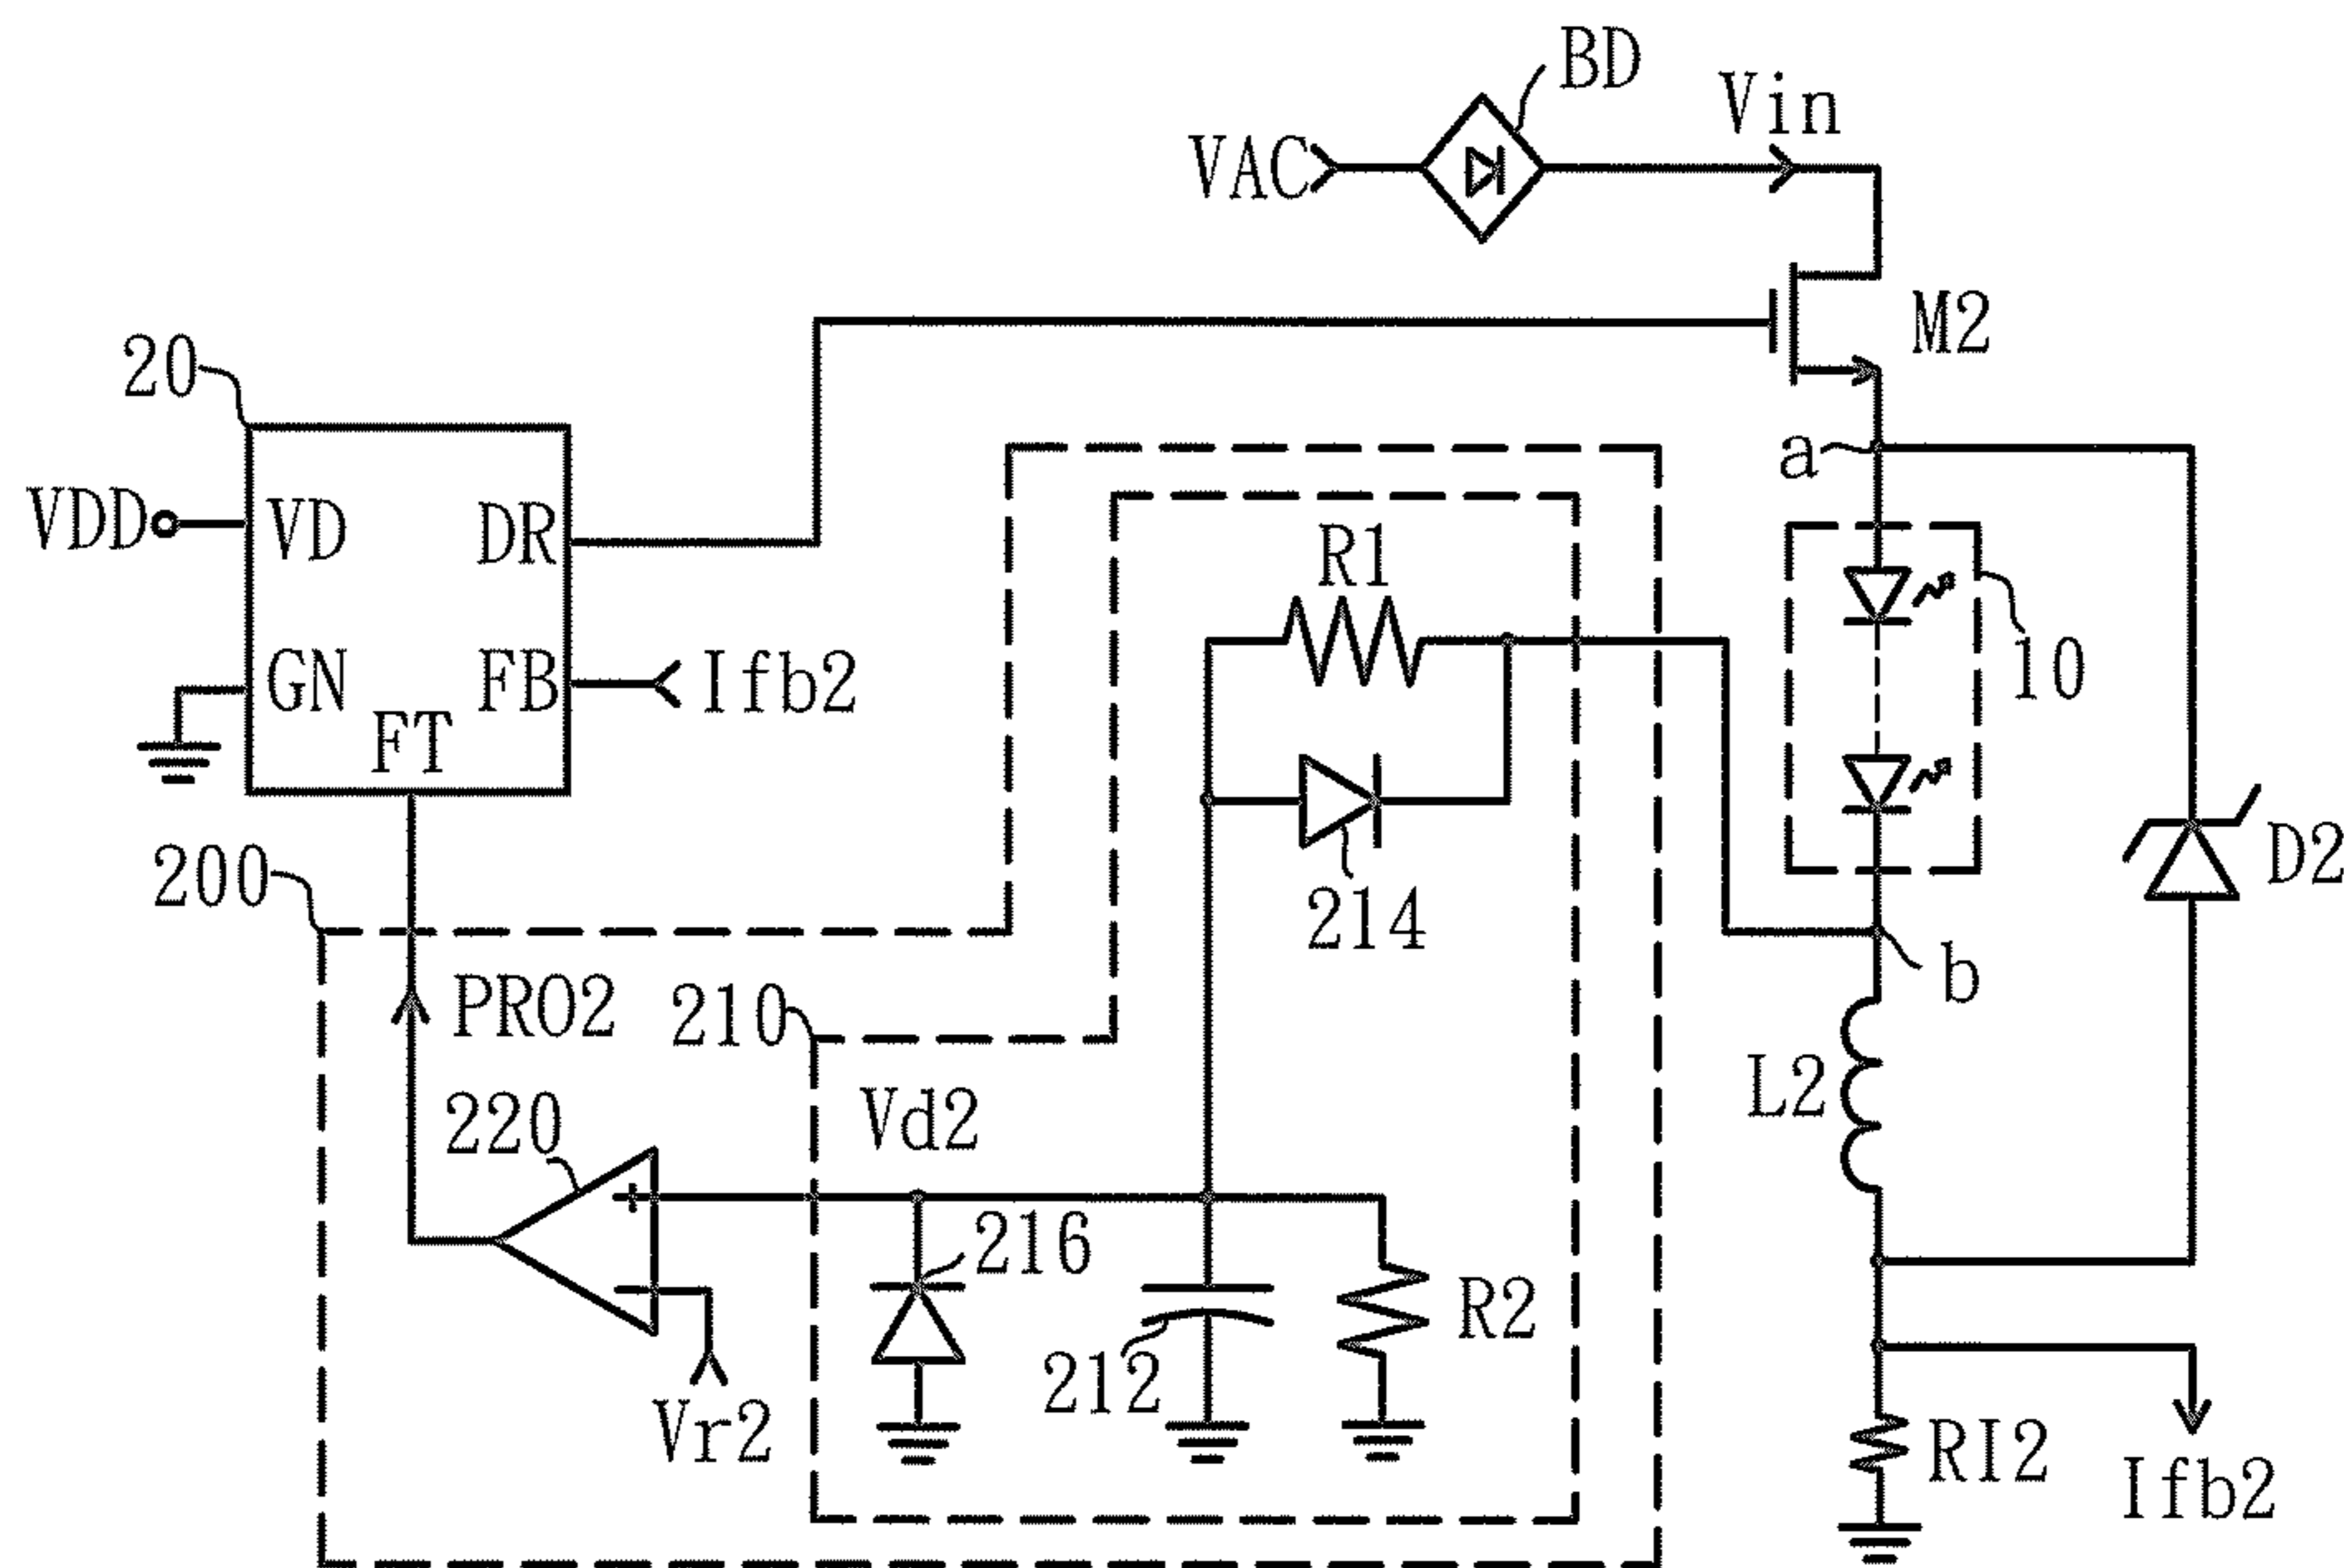 BD
Vin
VAC
M2
20
a
VDD
VD
DR
R1
GN
FB
Ifb2
10
FT
D2
200
214
b
PRO2
210
L2
220
Vd2
216
R2
212
Vr2
RI2
Ifb2
+
−